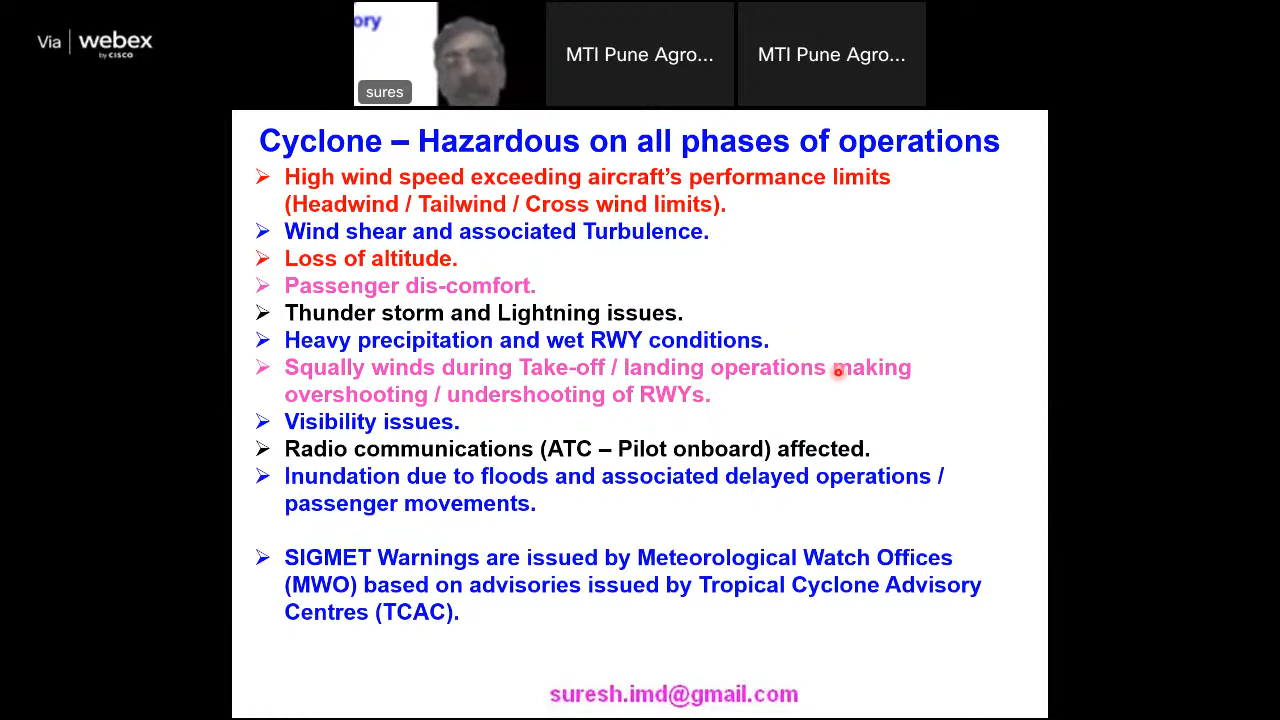 Via webex
by CISCO
ory
sures
MTI Pune Agro...
MTI Pune Agro...
Cyclone – Hazardous on all phases of operations
➢ High wind speed exceeding aircraft's performance limits
(Headwind / Tailwind / Cross wind limits).
➢ Wind shear and associated Turbulence.
➢ Loss of altitude.
➢ Passenger dis-comfort.
➢ Thunder storm and Lightning issues.
➢ Heavy precipitation and wet RWY conditions.
➢ Squally winds during Take-off / landing operations making
overshooting / undershooting of RWYs.
➢ Visibility issues.
➢ Radio communications (ATC – Pilot onboard) affected.
➢ Inundation due to floods and associated delayed operations /
passenger movements.
➢ SIGMET Warnings are issued by Meteorological Watch Offices
(MWO) based on advisories issued by Tropical Cyclone Advisory
Centres (TCAC).
suresh.imd@gmail.com